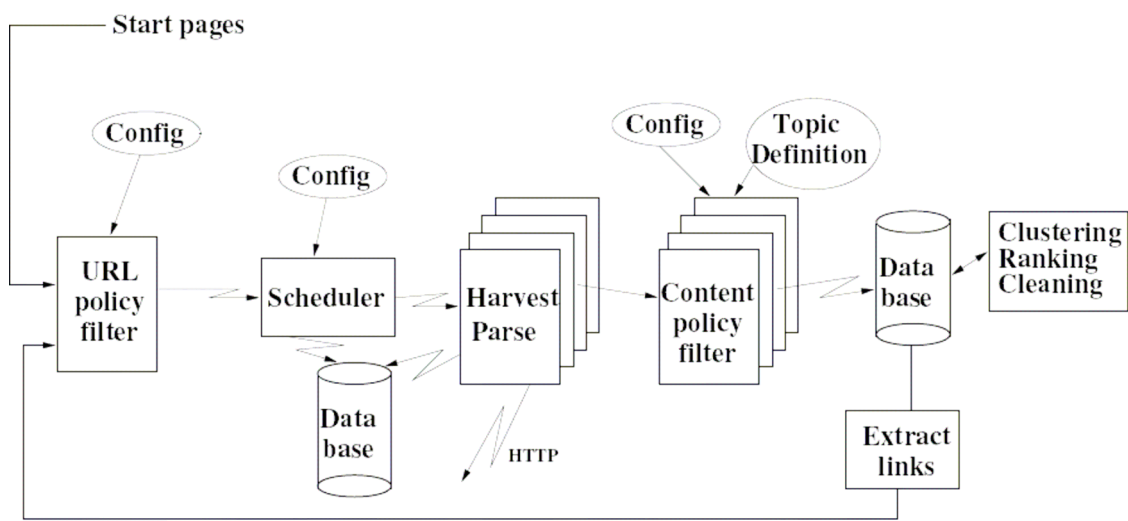 Start pages
Config
Config
Config
Topic
Definition
URL
policy
filter
Scheduler
Harvest
Parse
Content
policy
filter
Data
base
Clustering
Ranking
Cleaning
Data
base
HTTP
Extract
links